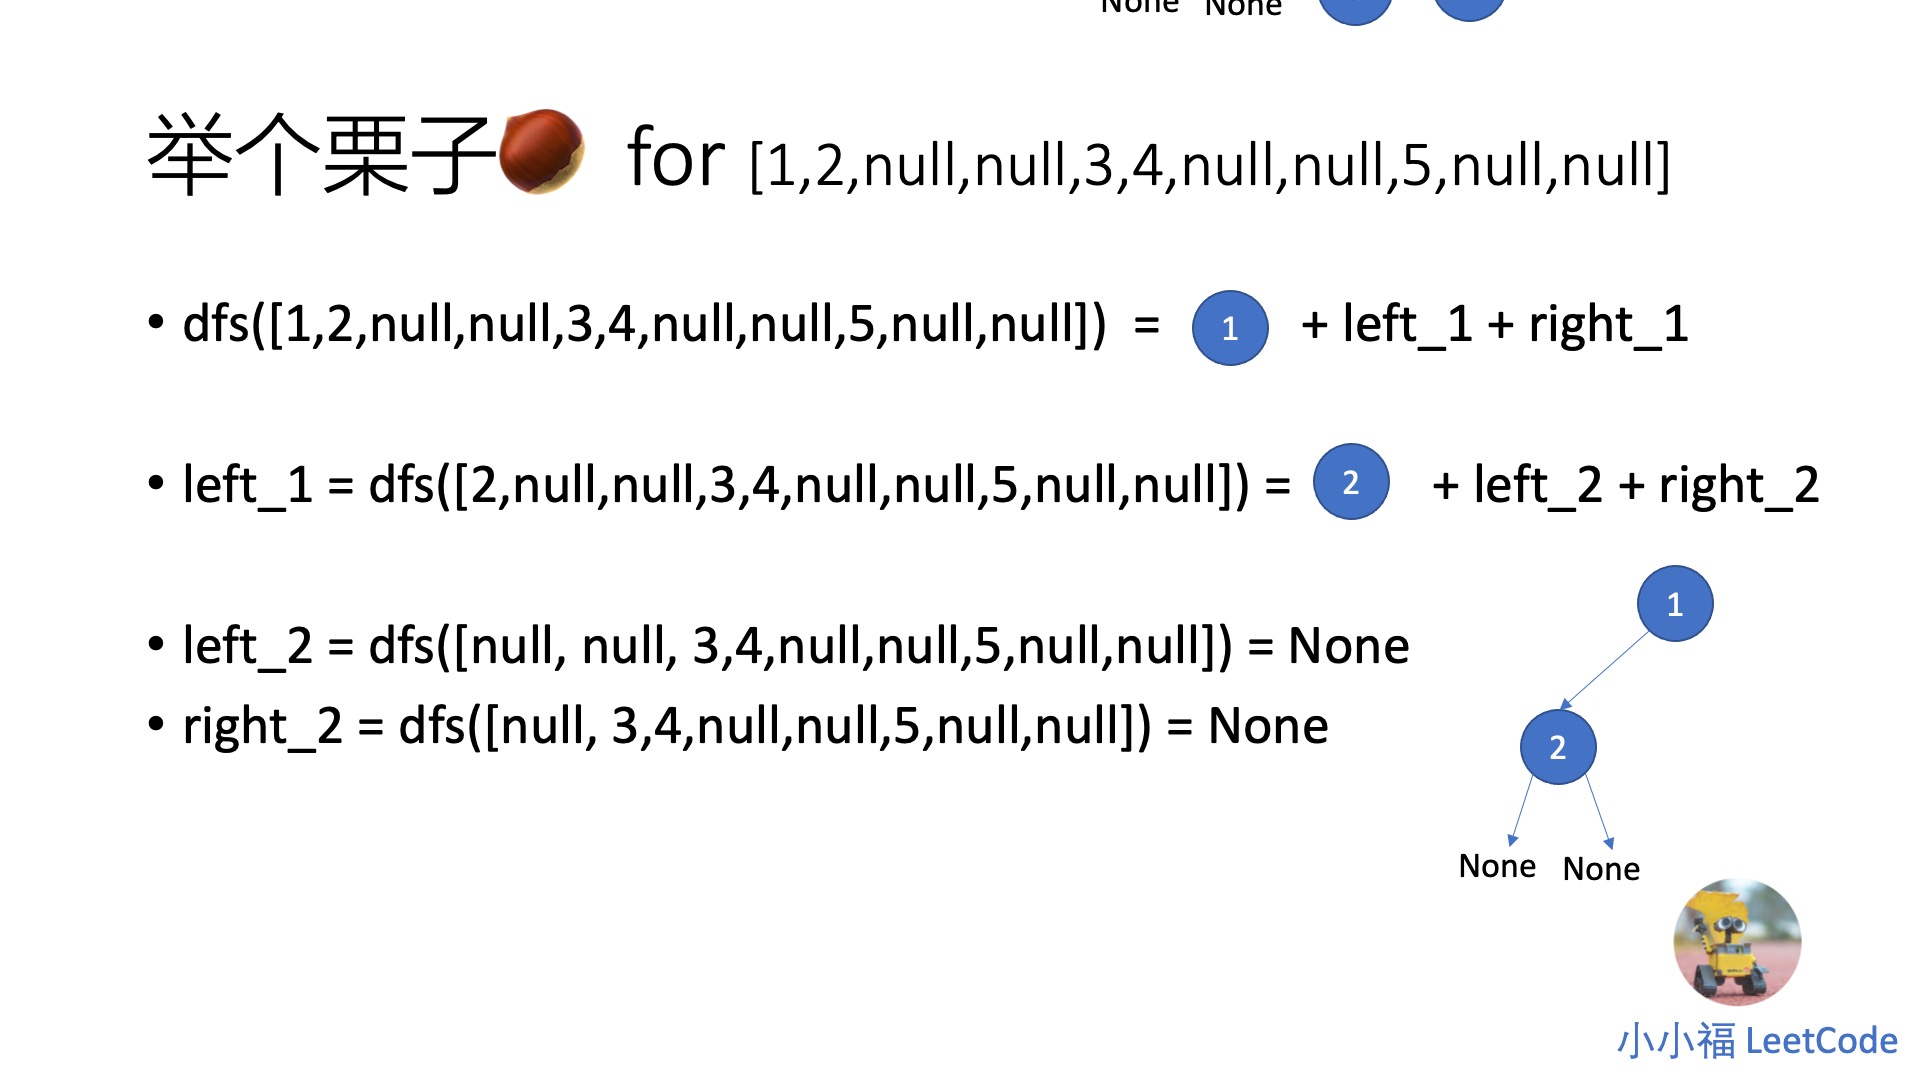 None None
举个栗子🌰 for [1,2,null,null,3,4,null,null,5,null,null]
• dfs([1,2,null,null,3,4,null,null,5,null,null]) = 1 + left_1 + right_1
• left_1 = dfs([2,null,null,3,4,null,null,5,null,null]) = 2 + left_2 + right_2
1
• left_2 = dfs([null, null, 3,4,null,null,5,null,null]) = None
• right_2 = dfs([null, 3,4,null,null,5,null,null]) = None
2
None None
小小福 LeetCode